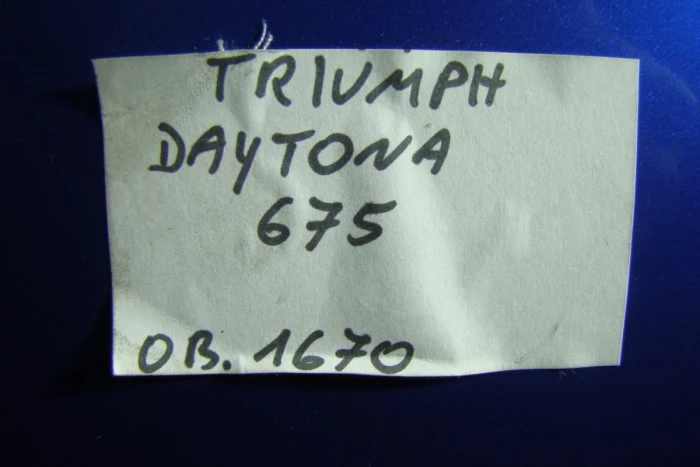 TRIUMPH
DAYTONA
675
OB. 1670